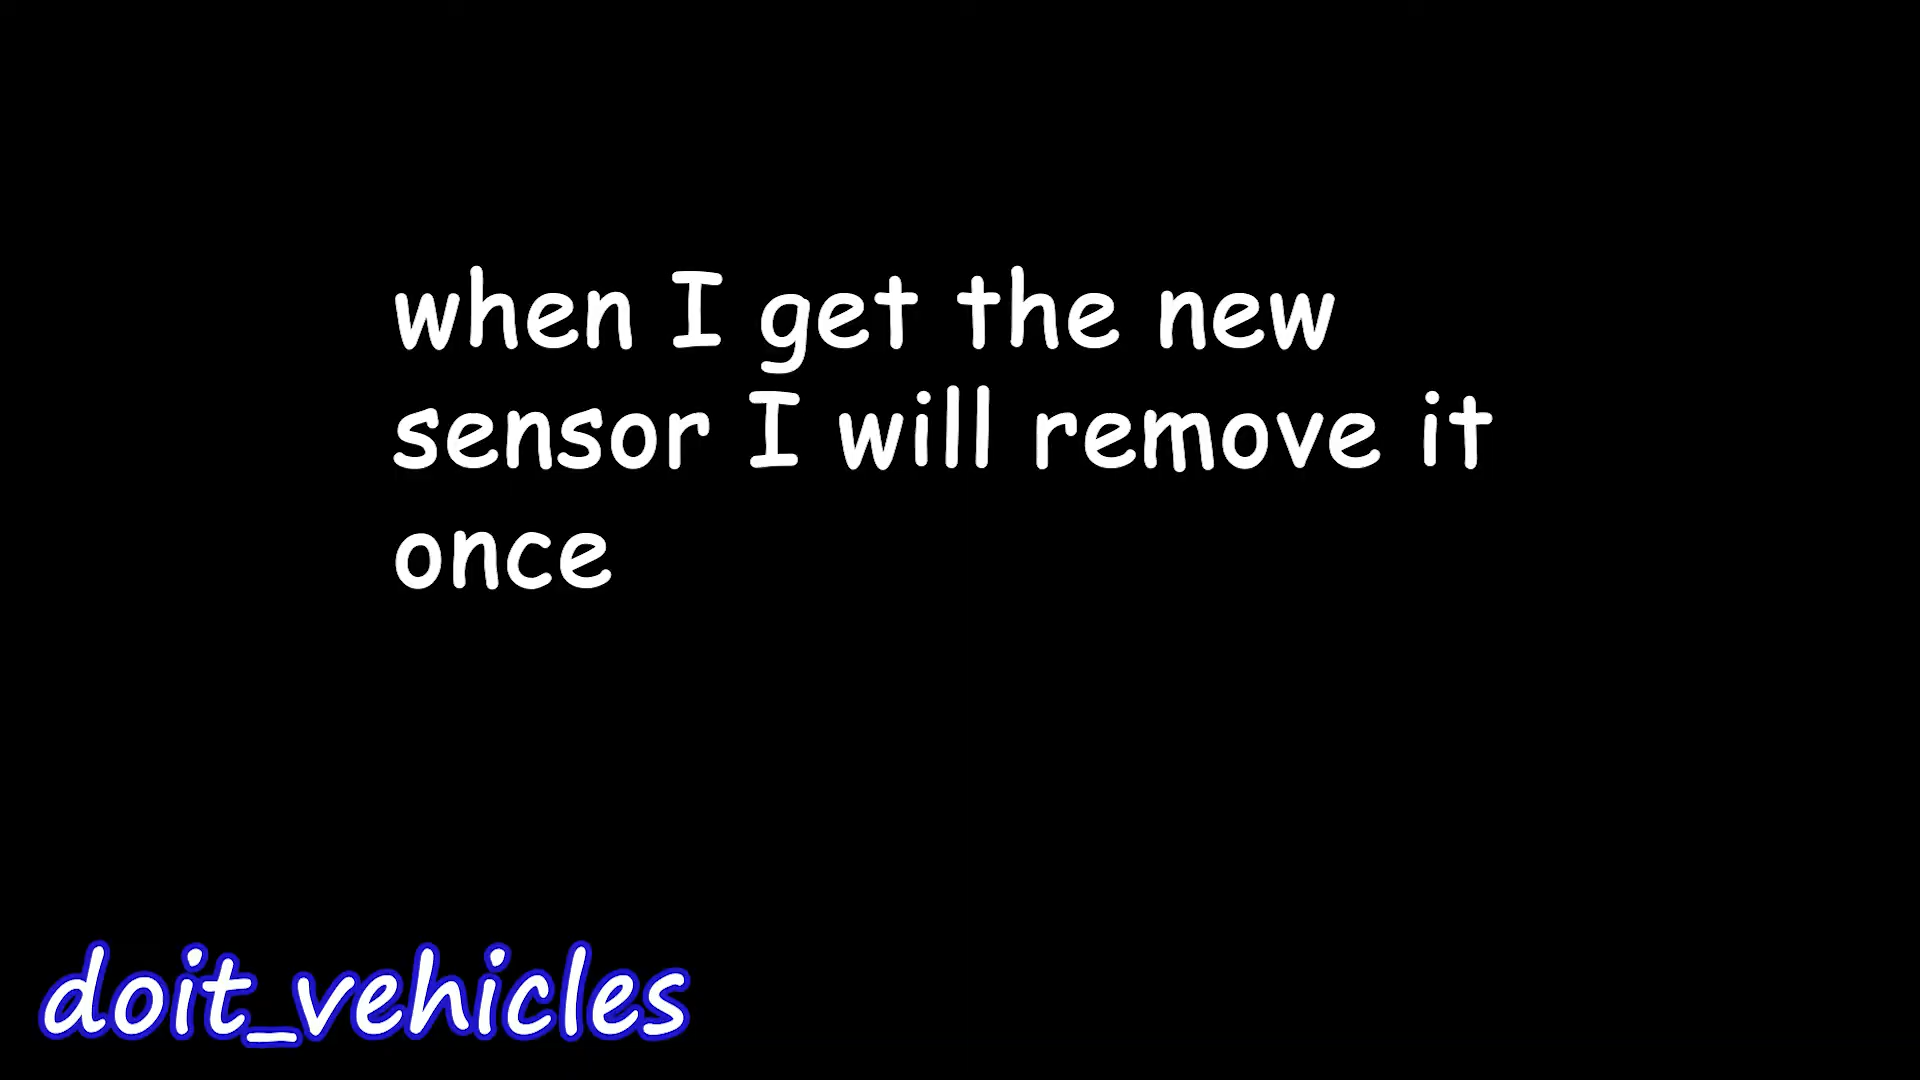 when I get the new
sensor I will remove it
once
doit_vehicles